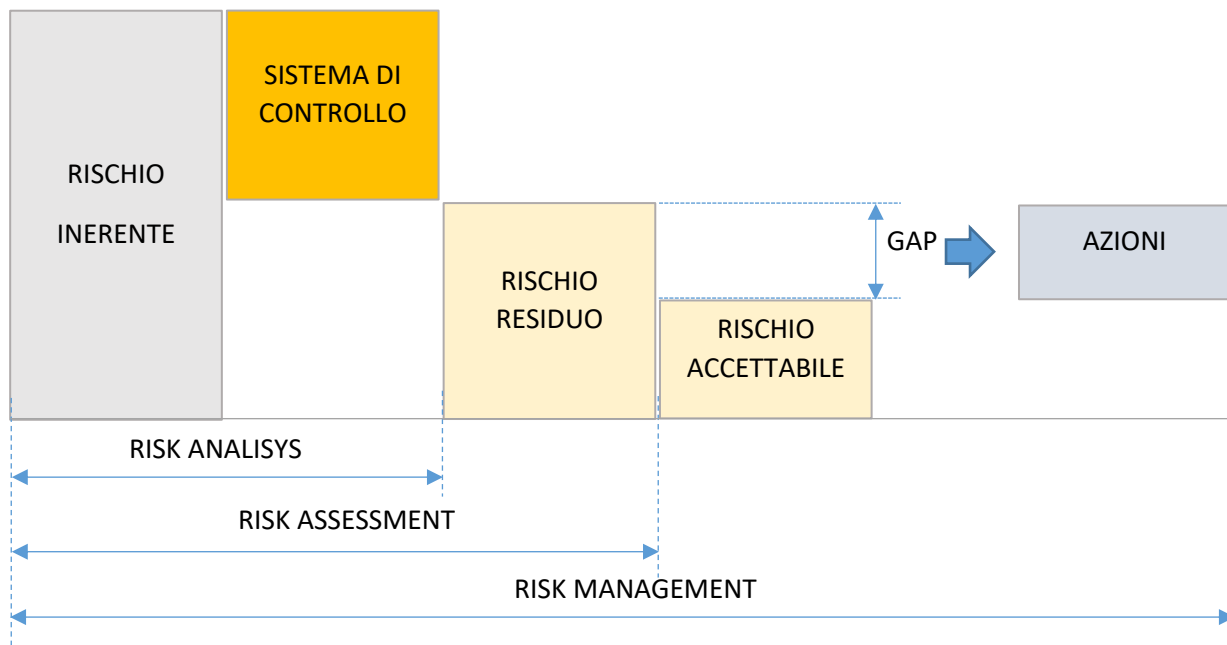 RISCHIO
INERENTE
SISTEMA DI
CONTROLLO
RISCHIO
RESIDUO
RISCHIO
ACCETTABILE
GAP
AZIONI
RISK ANALISYS
RISK ASSESSMENT
RISK MANAGEMENT